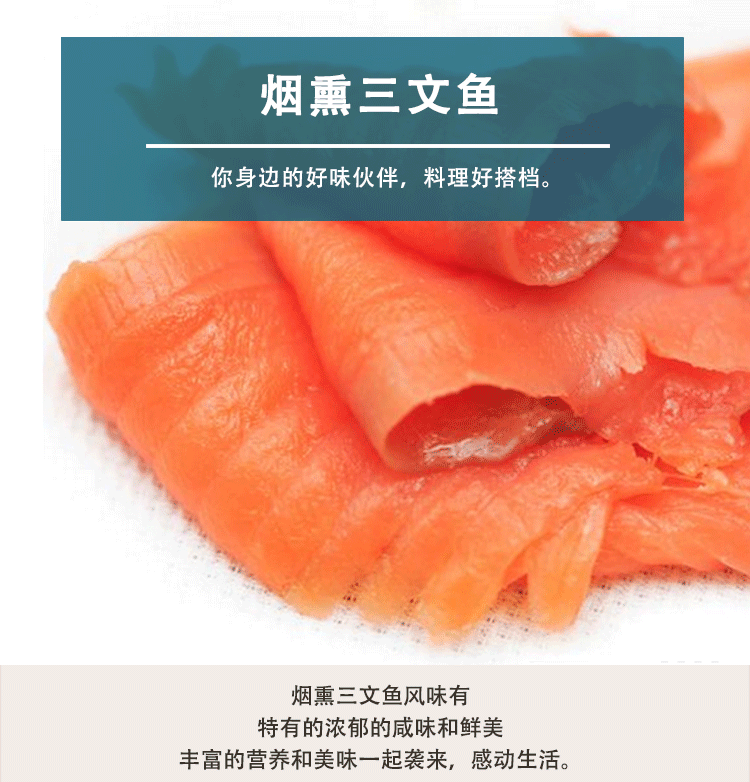 烟熏三文鱼
你身边的好味伙伴，料理好搭档。
烟熏三文鱼风味有
特有的浓郁的咸味和鲜美
丰富的营养和美味一起袭来，感动生活。